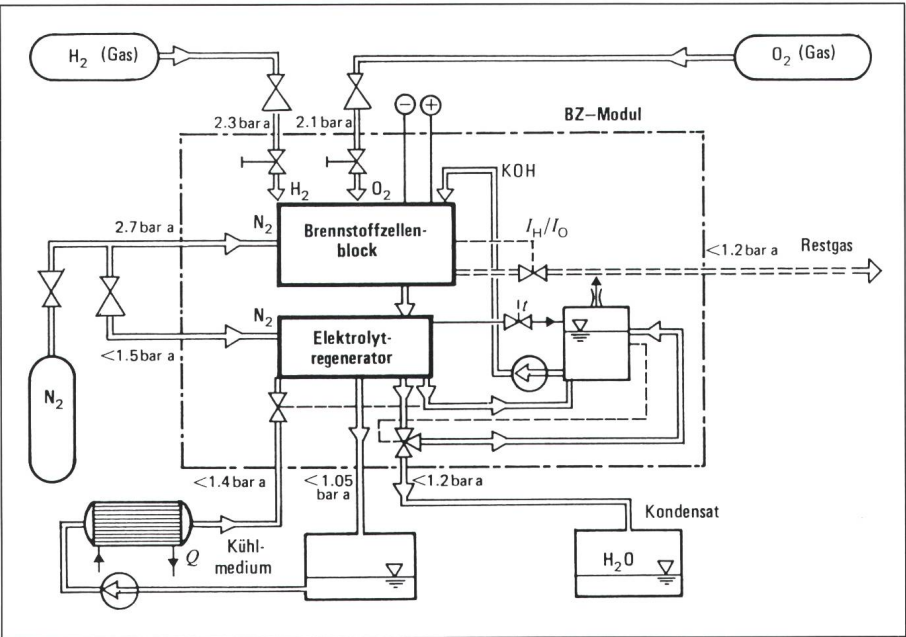 H₂ (Gas)
O₂ (Gas)
2.3 bar a
2.1 bar a
−
+
BZ–Modul
H₂
O₂
KOH
2.7 bar a
N₂
Brennstoffzellen-
block
I_H/I_O
<1.2 bar a
Restgas
N₂
Elektrolyt-
regenerator
t
<1.5 bar a
N₂
<1.4 bar a
<1.05
bar a
<1.2 bar a
Kondensat
Q
Kühl-
medium
H₂O